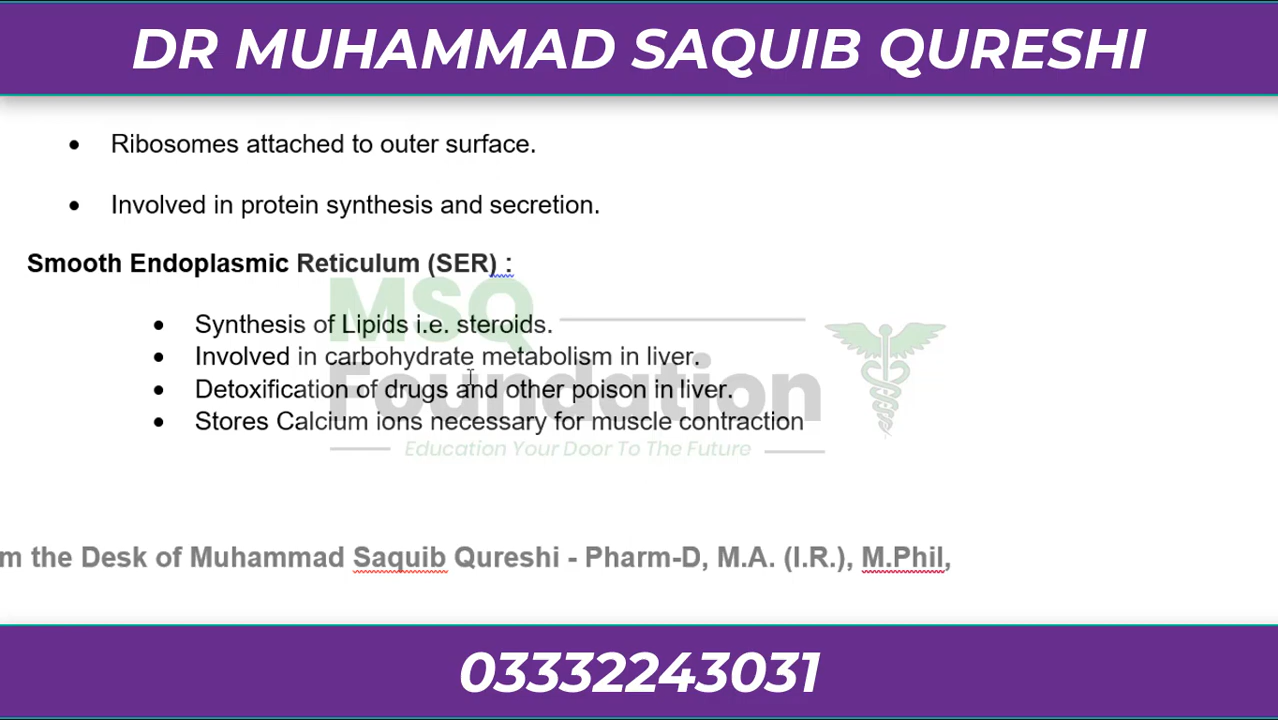 DR MUHAMMAD SAQUIB QURESHI
• Ribosomes attached to outer surface.
• Involved in protein synthesis and secretion.
Smooth Endoplasmic Reticulum (SER) :
MSQ
Foundation
Education Your Door To The Future
• Synthesis of Lipids i.e. steroids.
• Involved in carbohydrate metabolism in liver.
• Detoxification of drugs and other poison in liver.
• Stores Calcium ions necessary for muscle contraction
m the Desk of Muhammad Saquib Qureshi - Pharm-D, M.A. (I.R.), M.Phil,
03332243031